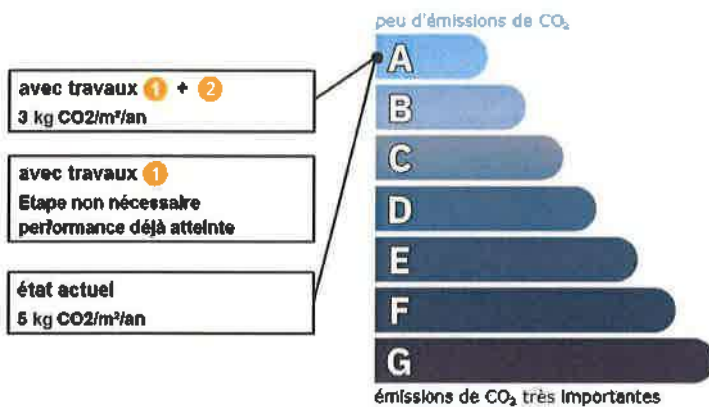 peu d'émissions de CO₂
avec travaux 1 + 2
3 kg CO2/m²/an
avec travaux 1
Etape non nécessaire
performance déjà atteinte
état actuel
5 kg CO2/m²/an
A
B
C
D
E
F
G
émissions de CO₂ très importantes